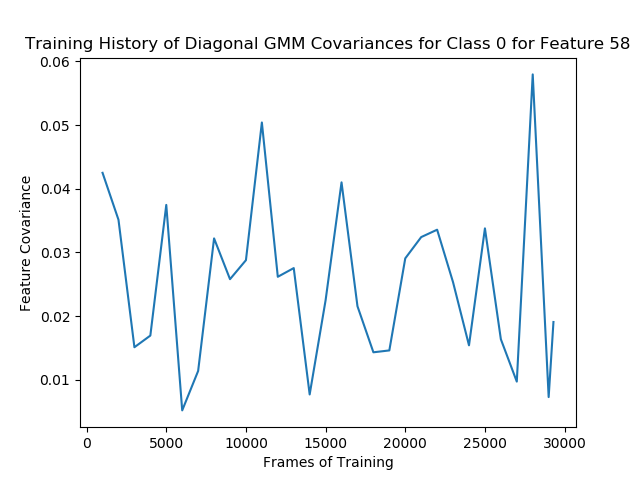 Training History of Diagonal GMM Covariances for Class 0 for Feature 58
0.06
0.05
0.04
0.03
0.02
0.01
Feature Covariance
0 5000 10000 15000 20000 25000 30000
Frames of Training